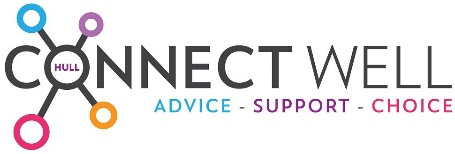 CONNECT WELL
HULL
ADVICE - SUPPORT - CHOICE